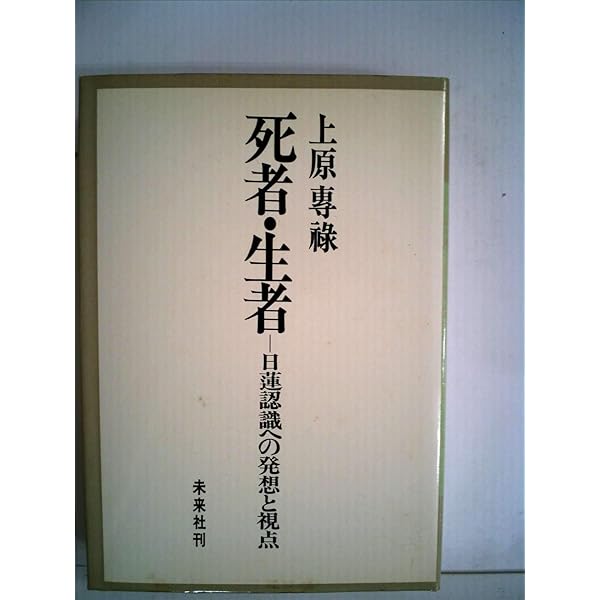 上原專祿
死者・生者
―日蓮認識への発想と視点
未来社刊